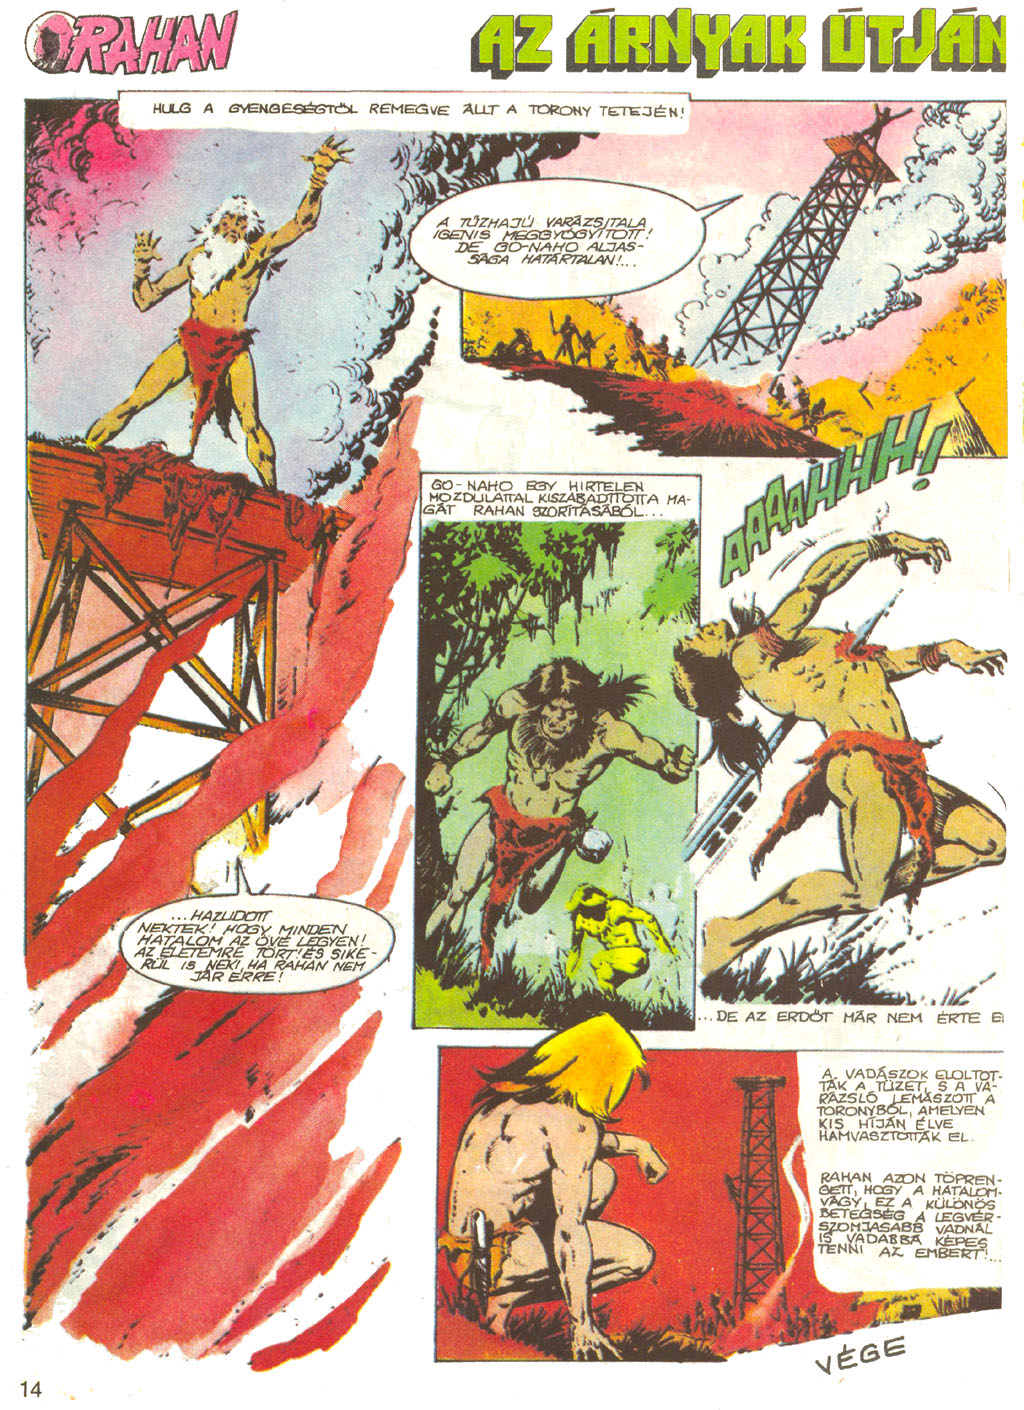 RAHAN
AZ ÁRNYAK ÚTJÁN
HULG A GYENGESÉGTŐL REMEGVE ÁLLT A TORONY TETEJÉN!
A TŰZHAJÚ VARÁZSITALA
IGENIS MEGGYÓGYÍTOTT!
DE GO-NAHO ALJAS-
SÁGA HATÁRTALAN!...
...HAZUDOTT
NEKTEK! HOGY MINDEN
HATALOM AZ ÖVÉ LEGYEN!
AZ ÉLETEMRE TÖRT! ÉS SIKE-
RÜL IS NEKI, HA RAHAN NEM
JÁR ERRE!
GO-NAHO EGY HIRTELEN
MOZDULATTAL KISZABADÍTOTTA MA-
GÁT RAHAN SZORÍTÁSÁBÓL...
AAAAHHHH!
...DE AZ ERDŐT MÁR NEM ÉRTE EL
A VADÁSZOK ELOLTOT-
TÁK A TÜZET, S A VA-
RÁZSLÓ LEMÁSZOTT A
TORONYBÓL, AMELYEN
KIS HÍJÁN ÉLVE
HAMVASZTOTTÁK EL.
RAHAN AZON TÖPREN-
GETT, HOGY A HATALOM-
VÁGY, EZ A KÜLÖNÖS
BETEGSÉG A LEGVÉR-
SZOMJASABB VADNÁL
IS VADABBÁ KÉPES
TENNI AZ EMBERT!...
VÉGE
14